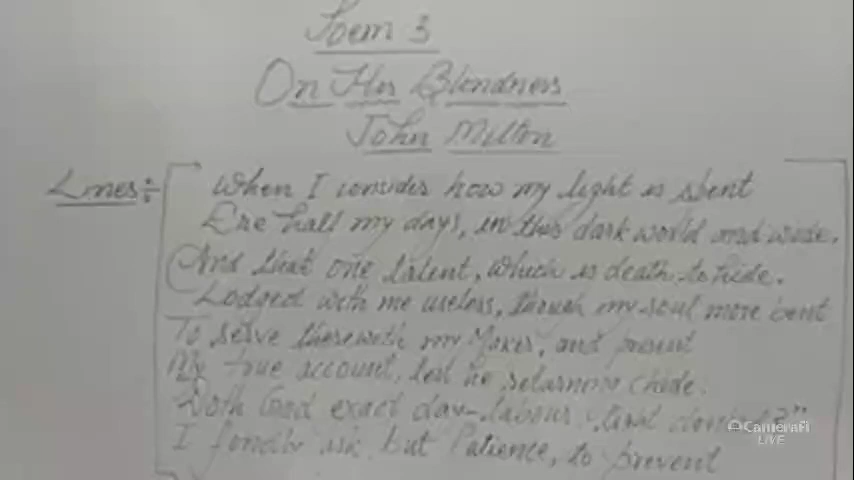 Poem 3
On His Blindness
John Milton
Lines:- When I consider how my light is spent
Ere half my days, in this dark world and wide,
And that one talent, which is death to hide.
Lodged with me useless, though my soul more bent
To serve therewith my Maker, and present
My true account, lest he returning chide.
Doth God exact day-labour, light denied?"
I fondly ask, but Patience, to prevent
CameraFi
LIVE